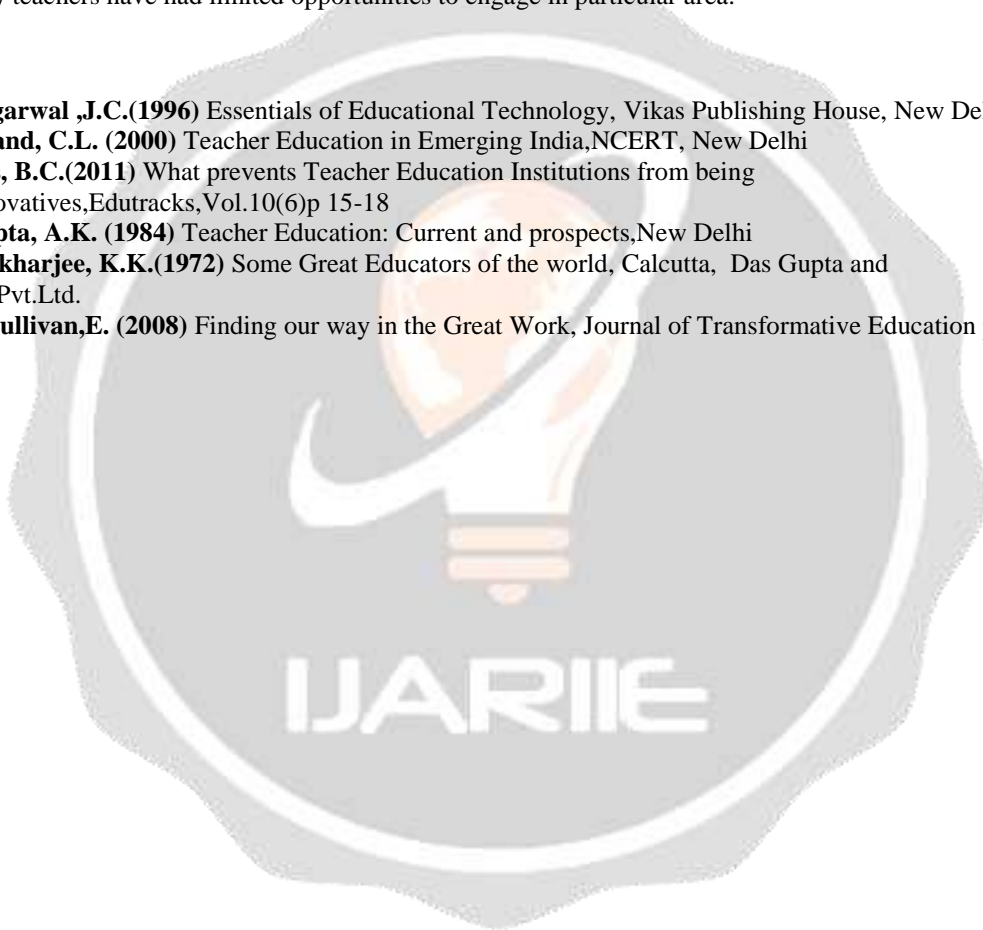 teachers have had limited opportunities to engage in particular area.
garwal ,J.C.(1996) Essentials of Educational Technology, Vikas Publishing House, New Del
and, C.L. (2000) Teacher Education in Emerging India,NCERT, New Delhi
, B.C.(2011) What prevents Teacher Education Institutions from being
ovatives,Edutracks,Vol.10(6)p 15-18
pta, A.K. (1984) Teacher Education: Current and prospects,New Delhi
kharjee, K.K.(1972) Some Great Educators of the world, Calcutta, Das Gupta and
Pvt.Ltd.
ullivan,E. (2008) Finding our way in the Great Work, Journal of Transformative Education
IJARIIE